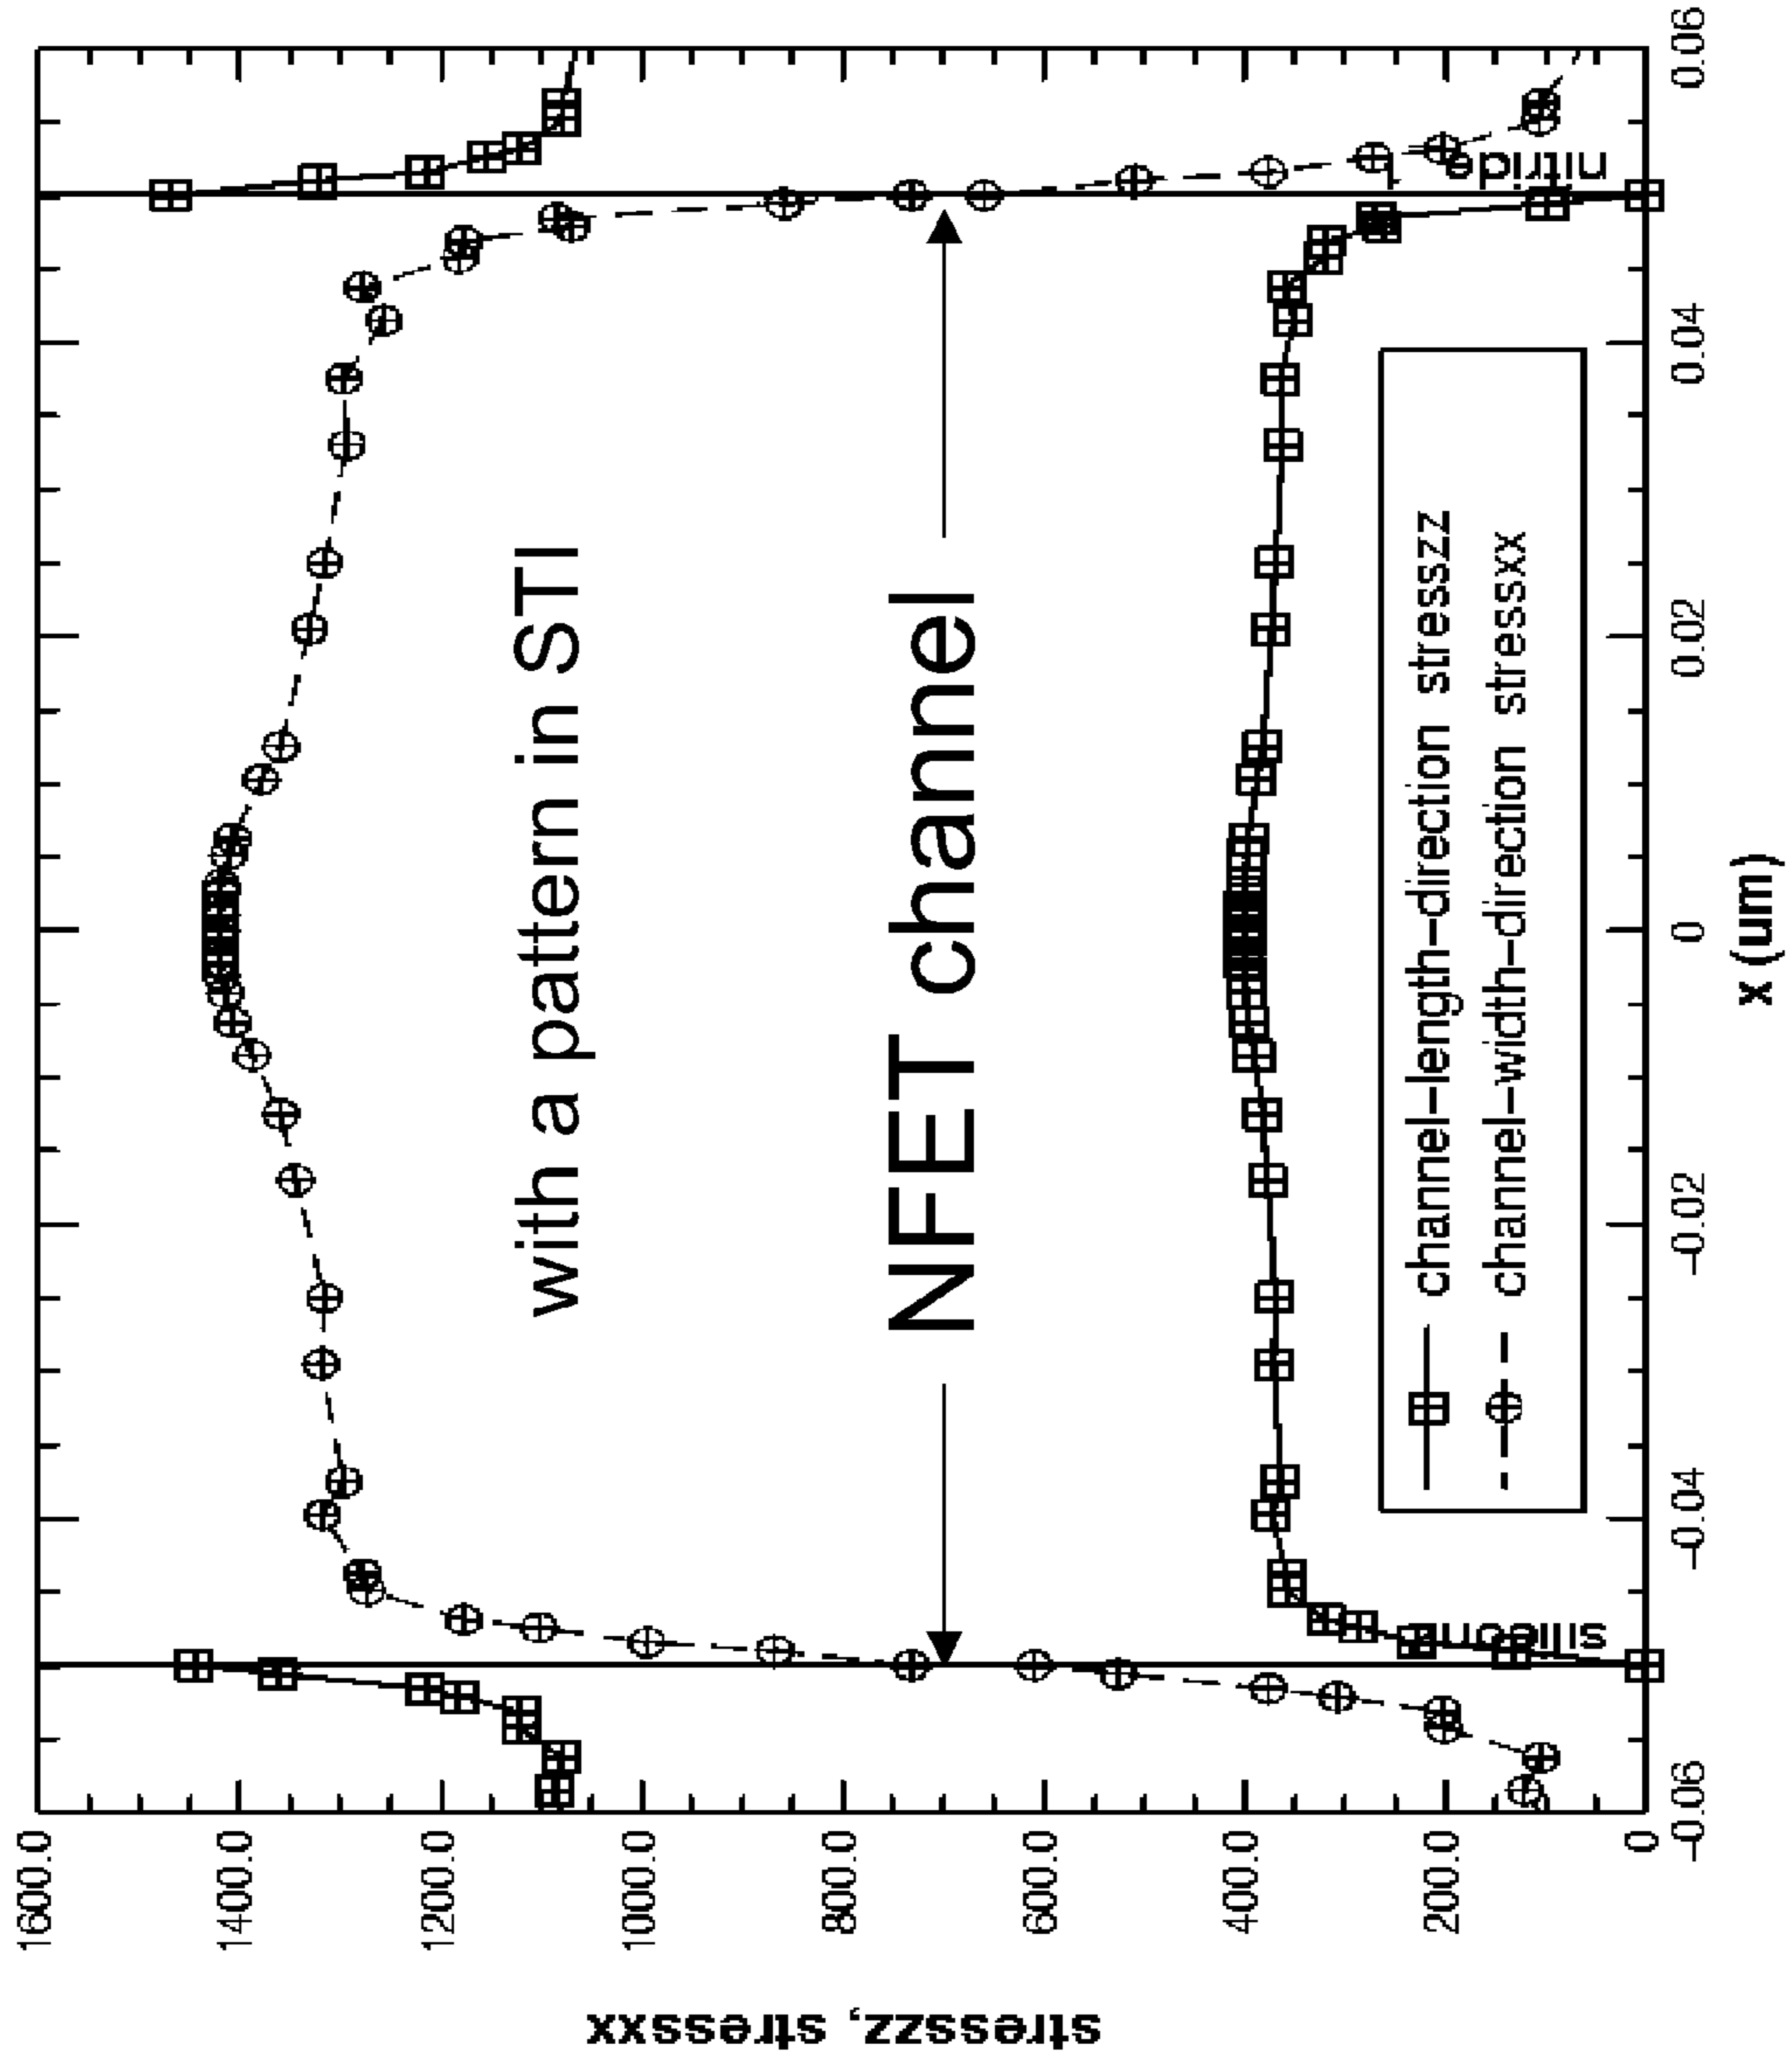 1600.0
1400.0
1200.0
1000.0
800.0
600.0
400.0
200.0
0
stresszz, stressxx
with a pattern in STI
NFET channel
silicon
nitride
channel-length-direction stresszz
channel-width-direction stressxx
-0.06
-0.04
-0.02
0
0.02
0.04
0.06
x (um)